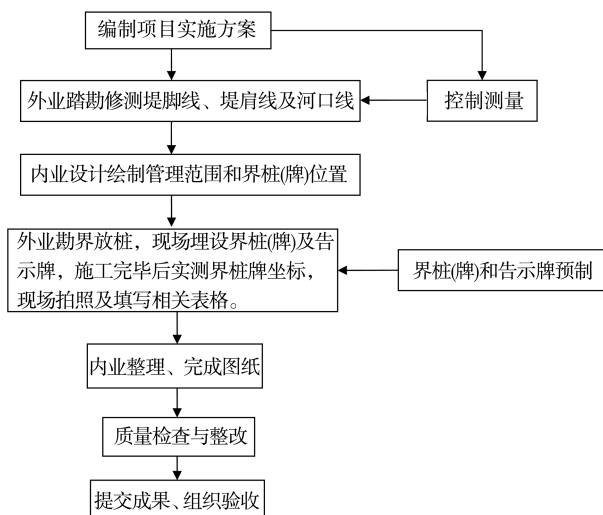 编制项目实施方案
外业踏勘修测堤脚线、堤肩线及河口线
控制测量
内业设计绘制管理范围和界桩(牌)位置
外业勘界放桩，现场埋设界桩(牌)及告
示牌，施工完毕后实测界桩牌坐标，
现场拍照及填写相关表格。
界桩(牌)和告示牌预制
内业整理、完成图纸
质量检查与整改
提交成果、组织验收